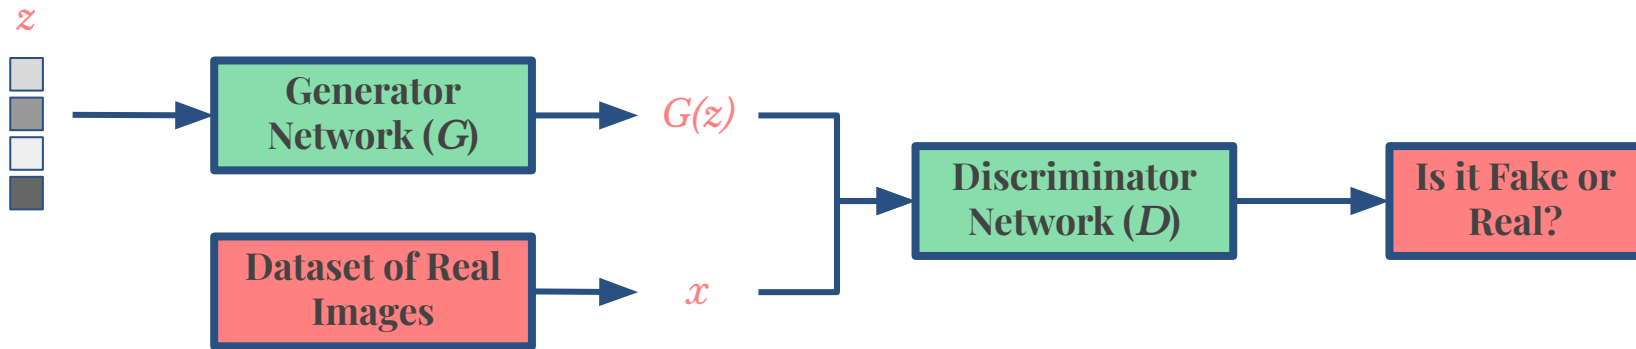 z
Generator
Network (G)
G(z)
Discriminator
Network (D)
Is it Fake or
Real?
Dataset of Real
Images
x